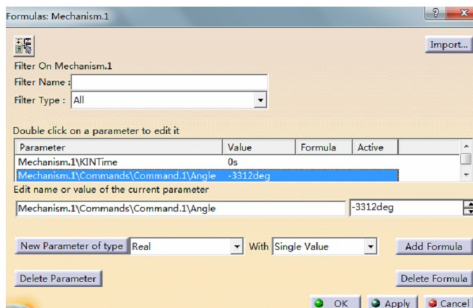 Formulas: Mechanism.1
Import...
Filter On Mechanism.1
Filter Name :
Filter Type : All
Double click on a parameter to edit it
Parameter Value Formula Active
Mechanism.1\KINTime 0s
Mechanism.1\Commands\Command.1\Angle -3312deg
Edit name or value of the current parameter
Mechanism.1\Commands\Command.1\Angle -3312deg
New Parameter of type Real With Single Value Add Formula
Delete Parameter Delete Formula
OK Apply Cancel